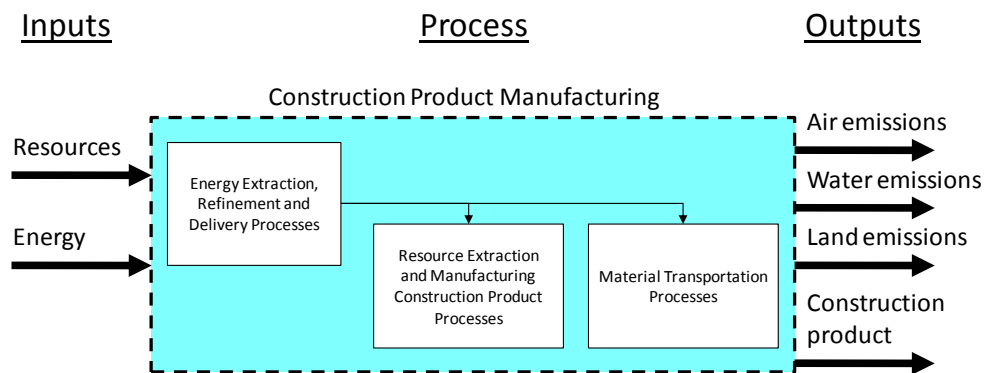 Inputs
Process
Outputs
Construction Product Manufacturing
Resources
Energy
Energy Extraction,
Refinement and
Delivery Processes
Resource Extraction
and Manufacturing
Construction Product
Processes
Material Transportation
Processes
Air emissions
Water emissions
Land emissions
Construction
product